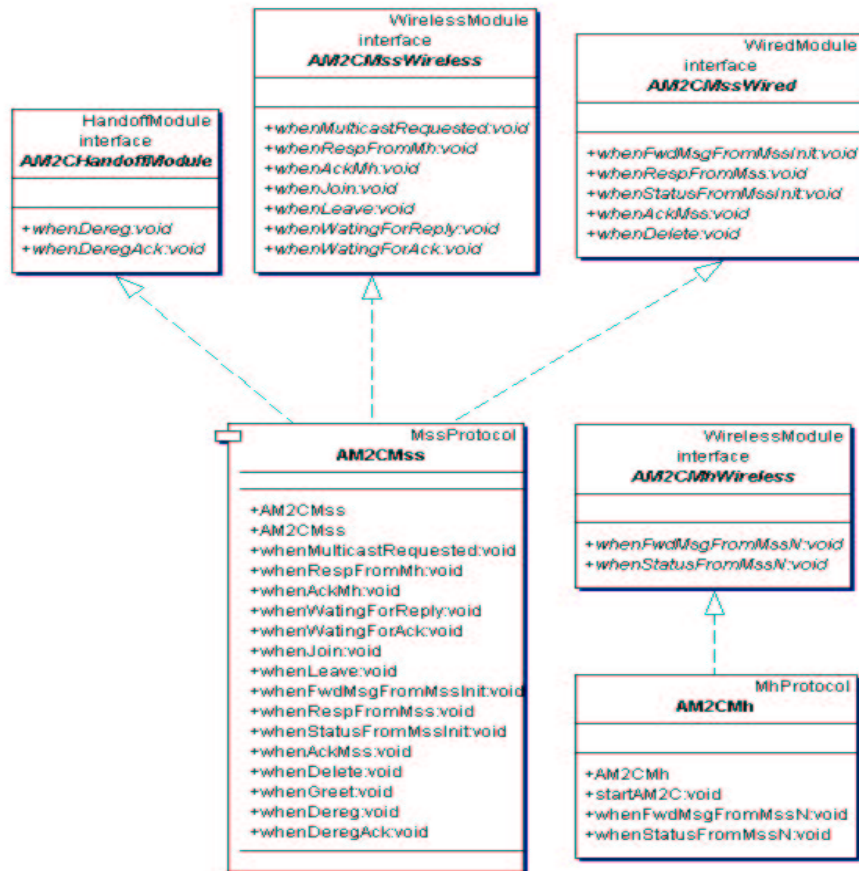 WirelessModule
interface
AM2CMssWireless
+whenMulticastRequested:void
+whenRespFromMh:void
+whenAckMh:void
+whenJoin:void
+whenLeave:void
+whenWatingForReply:void
+whenWatingForAck:void
WiredModule
interface
AM2CMssWired
+whenFwdMsgFromMssInit:void
+whenRespFromMss:void
+whenStatusFromMssInit:void
+whenAckMss:void
+whenDelete:void
HandoffModule
interface
AM2CHandoffModule
+whenDereg:void
+whenDeregAck:void
MssProtocol
AM2CMss
+AM2CMss
+AM2CMss
+whenMulticastRequested:void
+whenRespFromMh:void
+whenAckMh:void
+whenWatingForReply:void
+whenWatingForAck:void
+whenJoin:void
+whenLeave:void
+whenFwdMsgFromMssInit:void
+whenRespFromMss:void
+whenStatusFromMssInit:void
+whenAckMss:void
+whenDelete:void
+whenGreet:void
+whenDereg:void
+whenDeregAck:void
WirelessModule
interface
AM2CMhWireless
+whenFwdMsgFromMssN:void
+whenStatusFromMssN:void
MhProtocol
AM2CMh
+AM2CMh
+startAM2C:void
+whenFwdMsgFromMssN:void
+whenStatusFromMssN:void